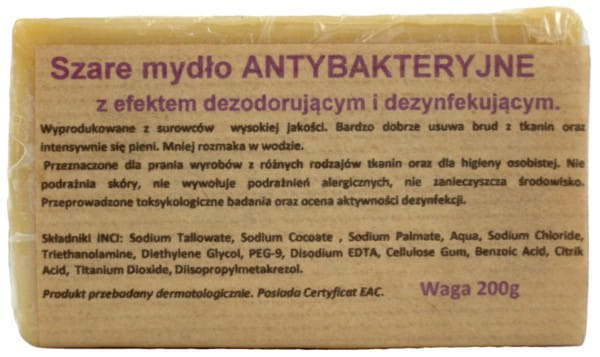 Szare mydło ANTYBAKTERYJNE
z efektem dezodorującym i dezynfekującym.
Wyprodukowane z surowców wysokiej jakości. Bardzo dobrze usuwa brud z tkanin oraz
intensywnie się pieni. Mniej rozmaka w wodzie.
Przeznaczone do prania wyrobów z różnych rodzajów tkanin oraz dla higieny osobistej. Nie
podrażnia skóry, nie wywołuje podrażnień alergicznych, nie zanieczyszcza środowisko.
Przeprowadzone toksykologiczne badania oraz ocena aktywności dezynfekcji.
Składniki INCI: Sodium Tallowate, Sodium Cocoate , Sodium Palmate, Aqua, Sodium Chloride,
Triethanolamine, Diethylene Glycol, PEG-9, Disodium EDTA, Cellulose Gum, Benzoic Acid, Citrik
Acid, Titanium Dioxide, Diisopropylmetakrezol.
Produkt przebadany dermatologicznie. Posiada Certyficat EAC. Waga 200g